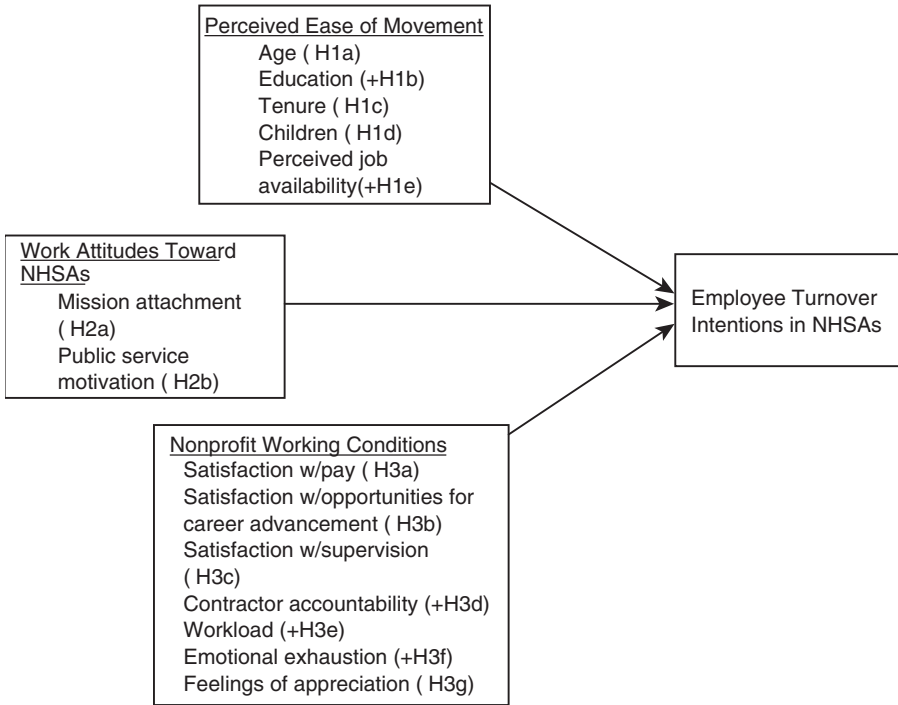 Perceived Ease of Movement
Age ( H1a)
Education (+H1b)
Tenure ( H1c)
Children ( H1d)
Perceived job
availability(+H1e)
Work Attitudes Toward
NHSAs
Mission attachment
( H2a)
Public service
motivation ( H2b)
Employee Turnover
Intentions in NHSAs
Nonprofit Working Conditions
Satisfaction w/pay ( H3a)
Satisfaction w/opportunities for
career advancement ( H3b)
Satisfaction w/supervision
( H3c)
Contractor accountability (+H3d)
Workload (+H3e)
Emotional exhaustion (+H3f)
Feelings of appreciation ( H3g)